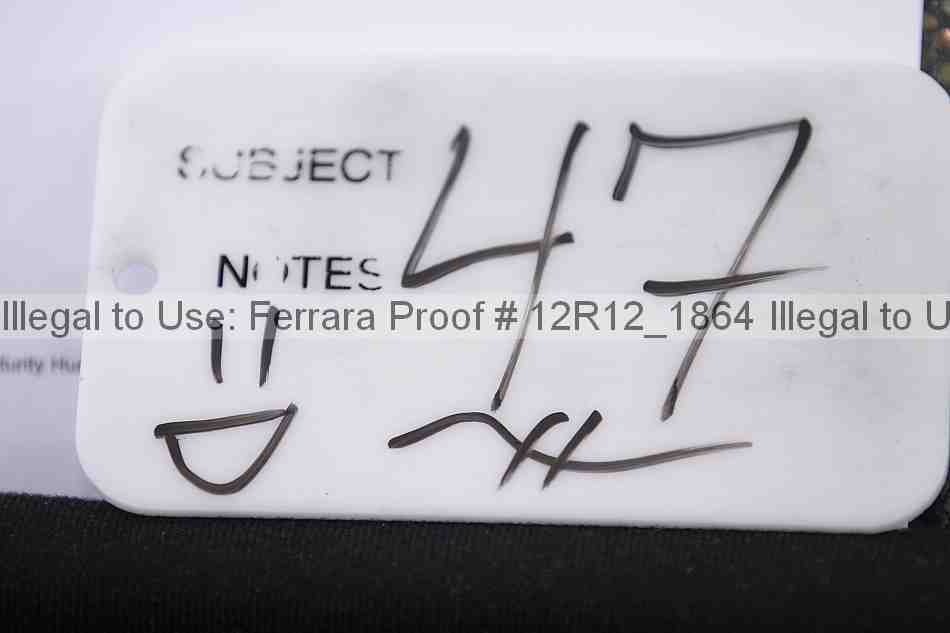 SUBJECT 47
NOTES
Illegal to Use: Ferrara Proof # 12R12_1864 Illegal to U